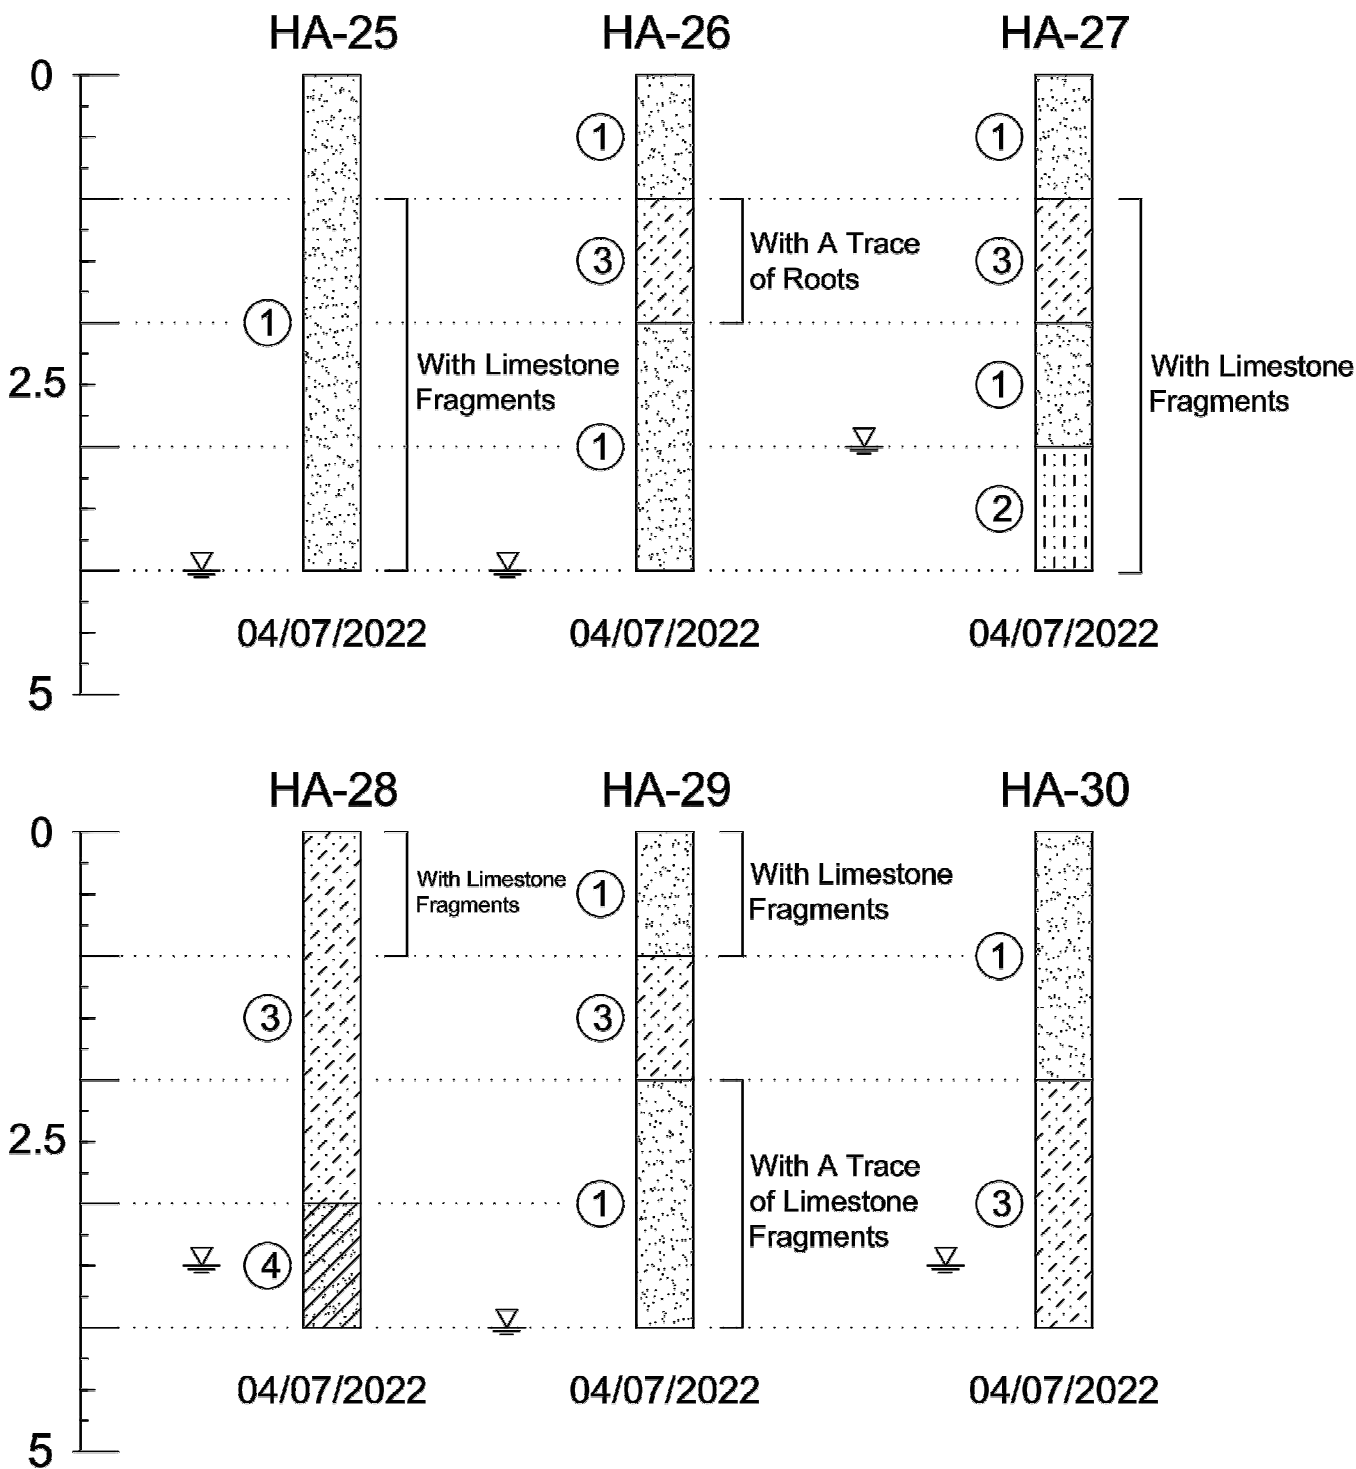 HA-25 HA-26 HA-27
0
1 1
With A Trace
of Roots
3 3
1
With Limestone
Fragments
2.5
1
With Limestone
Fragments
1
2
04/07/2022 04/07/2022 04/07/2022
5
HA-28 HA-29 HA-30
0
With Limestone
Fragments
1
With Limestone
Fragments
1
3 3
2.5
With A Trace
of Limestone
Fragments
1 3
4
04/07/2022 04/07/2022 04/07/2022
5